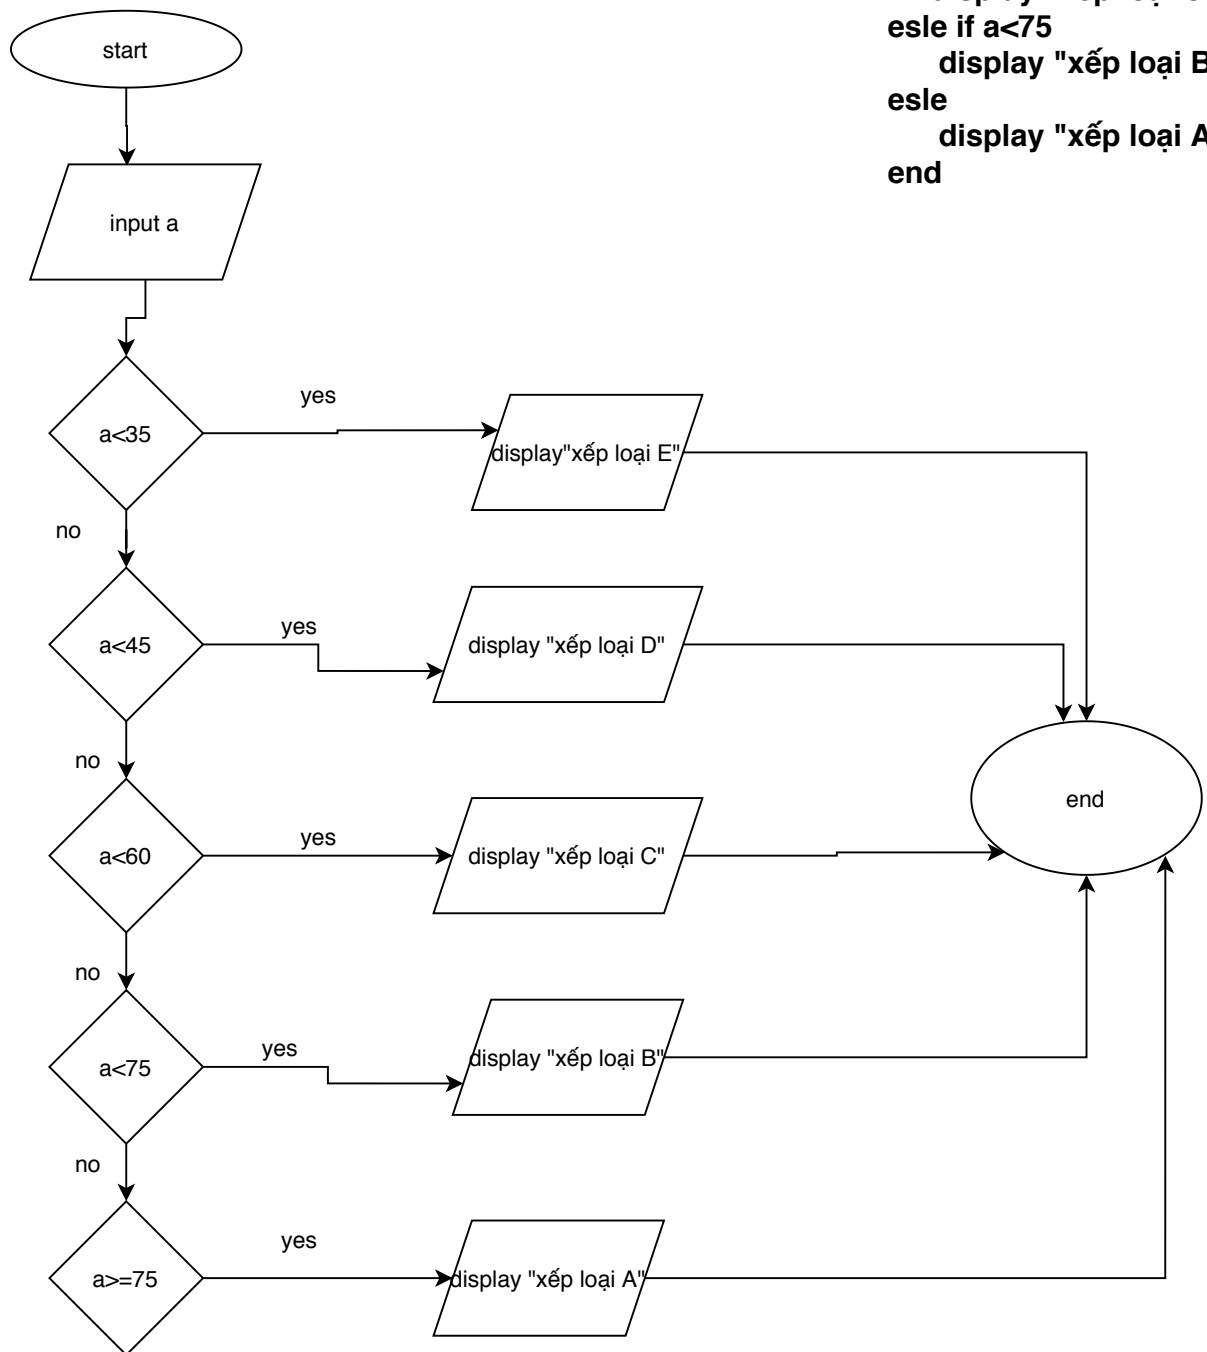 esle if a<75
display "xếp loại B
esle
display "xếp loại A
end
start
input a
a<35
yes
display"xếp loại E"
no
a<45
yes
display "xếp loại D"
no
a<60
yes
display "xếp loại C"
end
no
a<75
yes
display "xếp loại B"
no
a>=75
yes
display "xếp loại A"